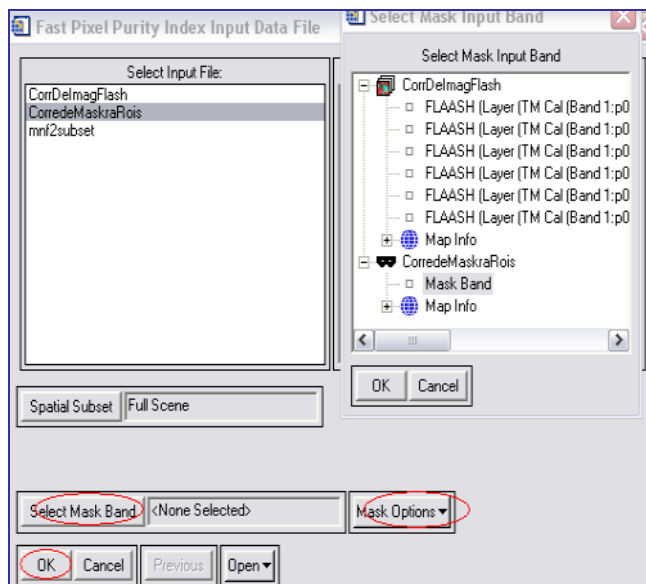 Fast Pixel Purity Index Input Data File
Select Input File:
CorrDelmagFlash
CorredeMaskraRois
mnf2subset
Spatial Subset Full Scene
Select Mask Band <None Selected> Mask Options
OK Cancel Previous Open
Select Mask Input Band
Select Mask Input Band
CorrDelmagFlash
FLAASH (Layer (TM Cal (Band 1:p0
FLAASH (Layer (TM Cal (Band 1:p0
FLAASH (Layer (TM Cal (Band 1:p0
FLAASH (Layer (TM Cal (Band 1:p0
FLAASH (Layer (TM Cal (Band 1:p0
FLAASH (Layer (TM Cal (Band 1:p0
Map Info
CorredeMaskraRois
Mask Band
Map Info
OK Cancel